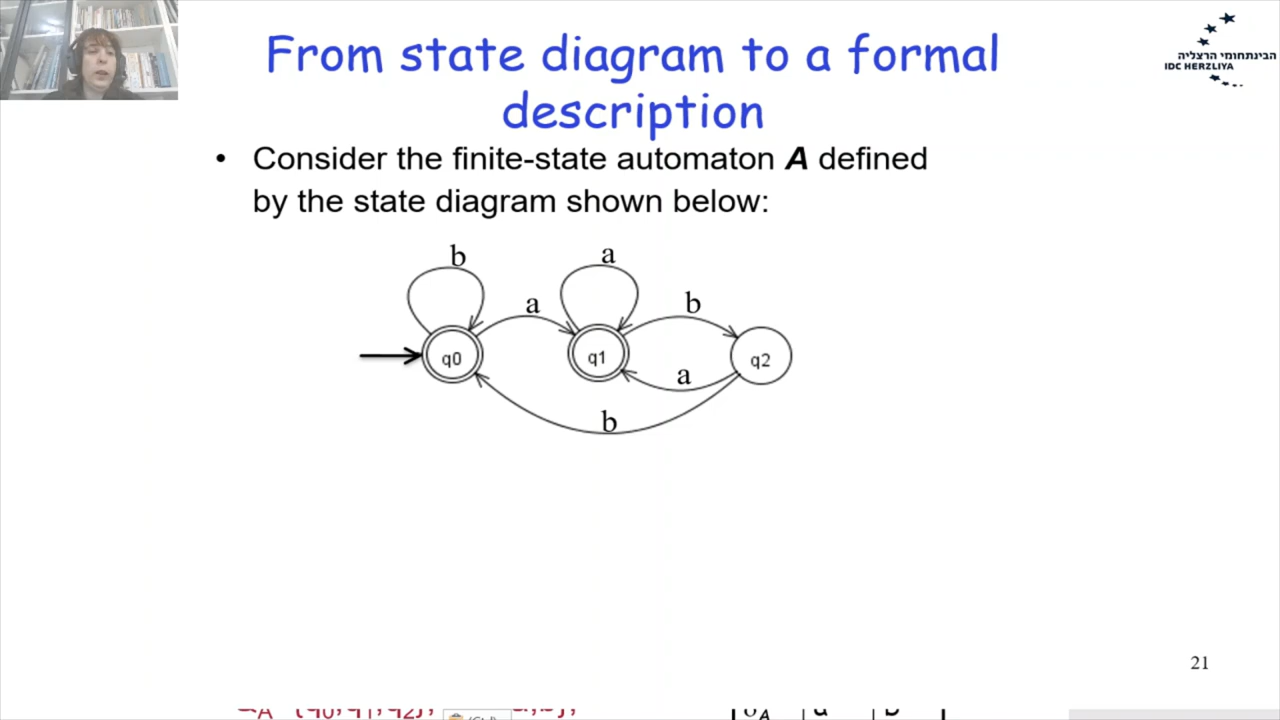 From state diagram to a formal
description
הבינתחומי הרצליה
IDC HERZLIYA
• Consider the finite-state automaton A defined
by the state diagram shown below:
b
a
a
b
q0
q1
q2
a
b
21